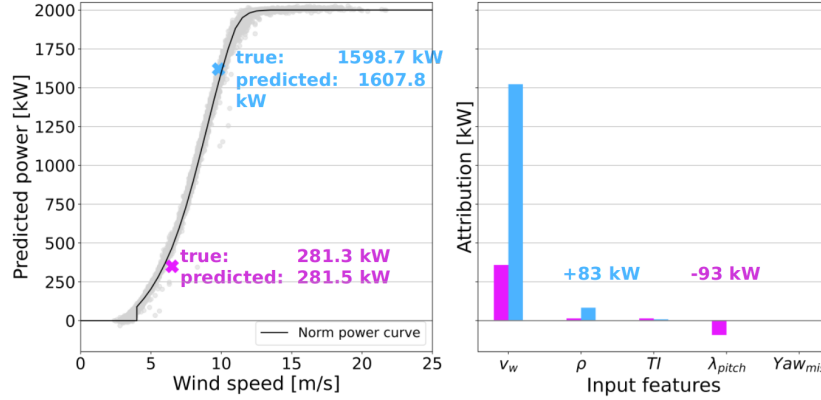 2000
1750
1500
1250
1000
750
500
250
0
Predicted power [kW]
true: 1598.7 kW
predicted: 1607.8
kW
true: 281.3 kW
predicted: 281.5 kW
Norm power curve
0 5 10 15 20 25
Wind speed [m/s]
Attribution [kW]
+83 kW -93 kW
v_w ρ TI λ_pitch Yaw_mis
Input features